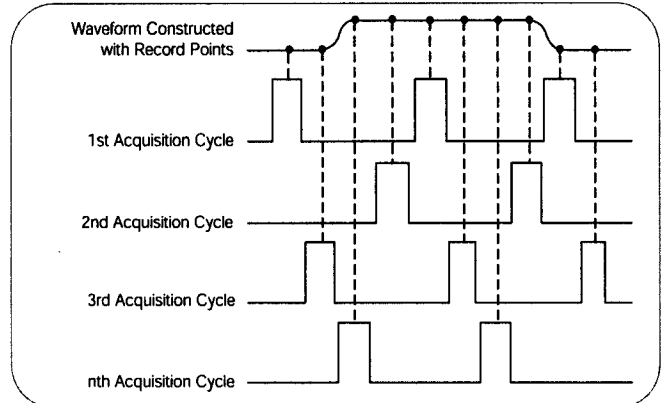 Waveform Constructed
with Record Points
1st Acquisition Cycle
2nd Acquisition Cycle
3rd Acquisition Cycle
nth Acquisition Cycle